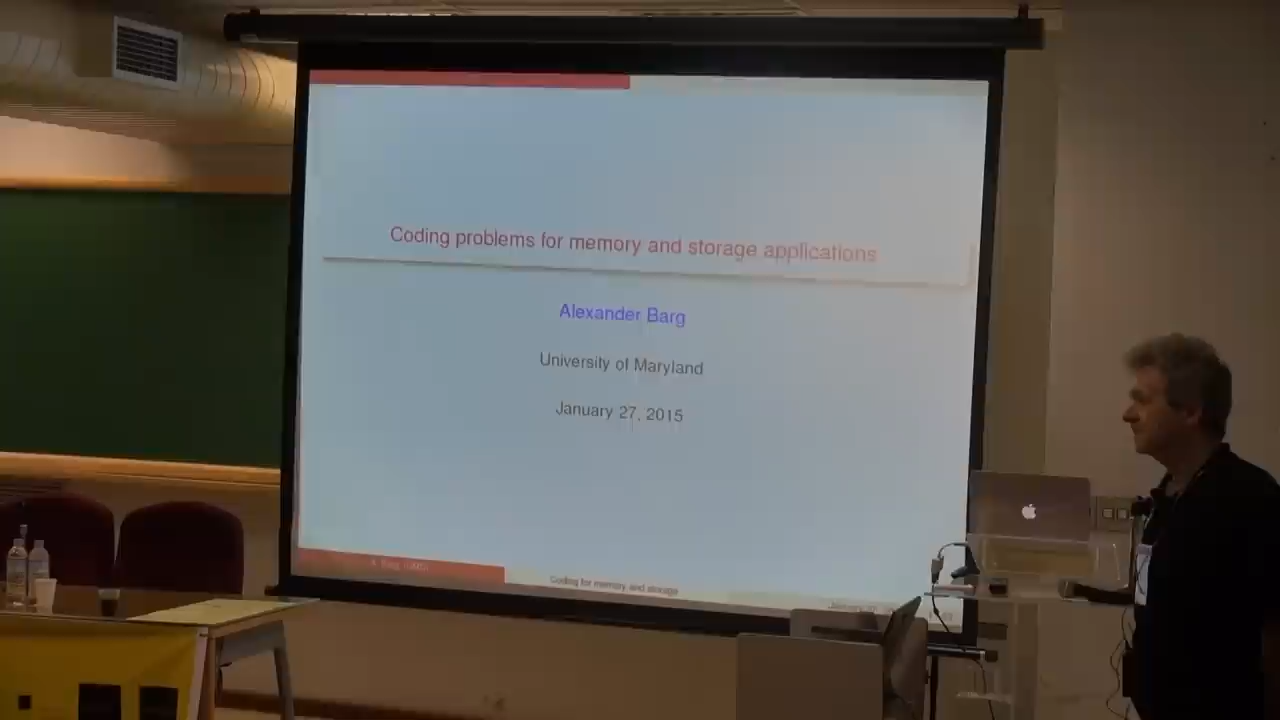 Coding problems for memory and storage applications
Alexander Barg
University of Maryland
January 27, 2015
Coding for memory and storage